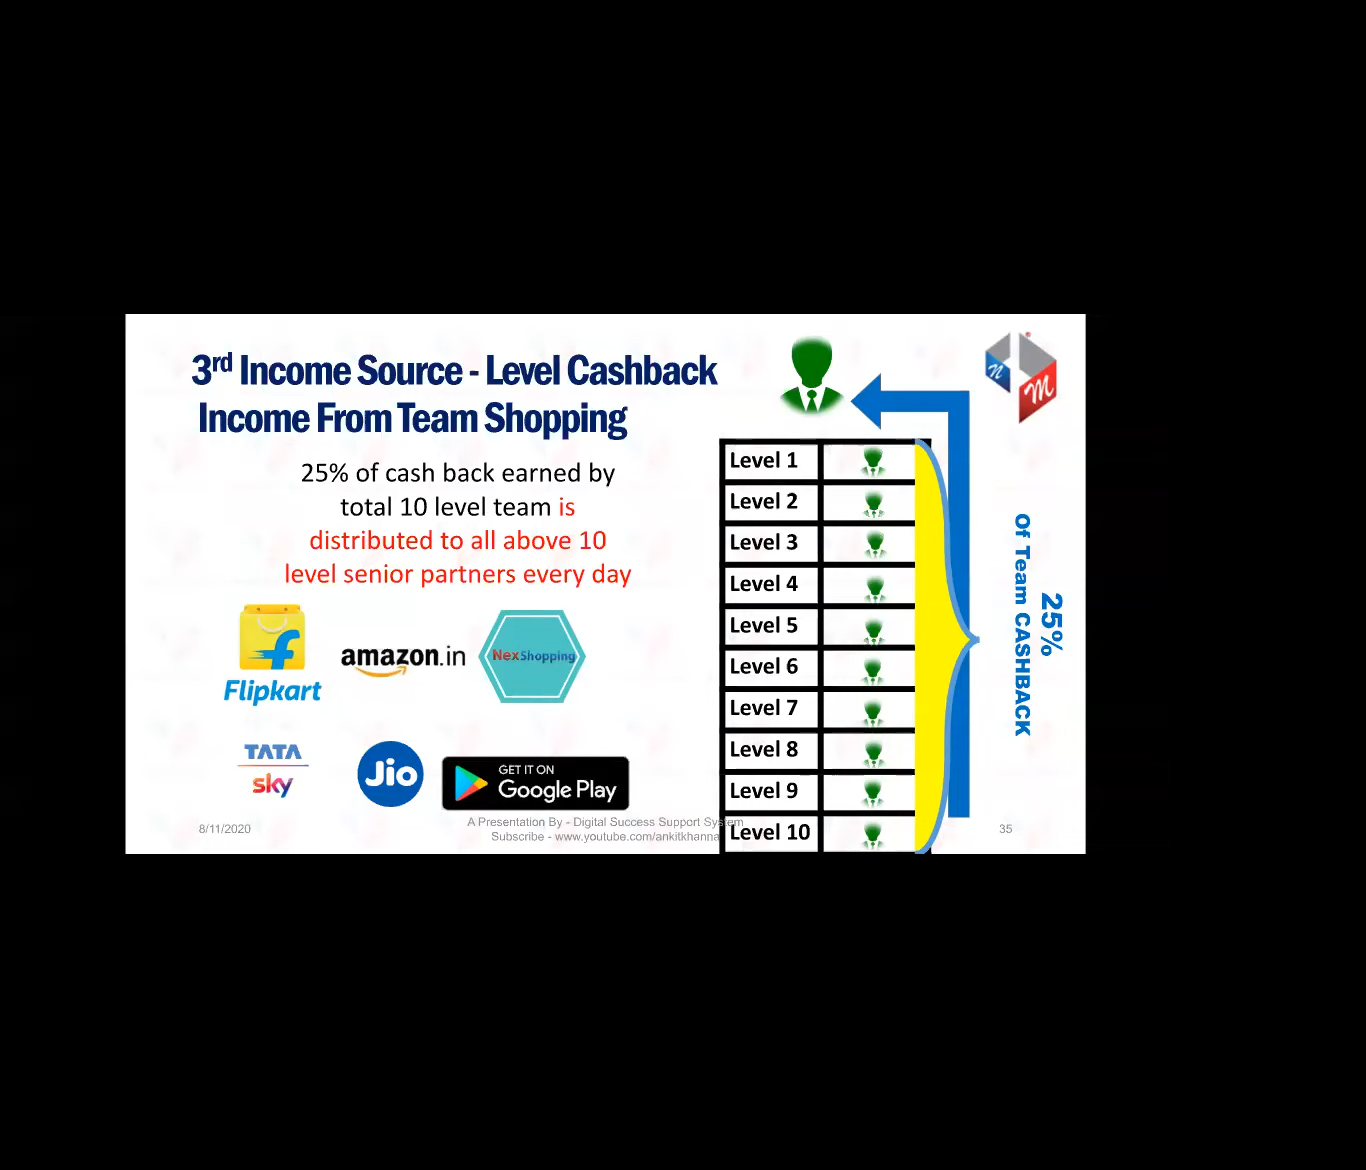 3rd Income Source - Level Cashback
Income From Team Shopping
25% of cash back earned by
total 10 level team is
distributed to all above 10
level senior partners every day
Flipkart
amazon.in
NexShopping
TATA
sky
Jio
GET IT ON
Google Play
Level 1
Level 2
Level 3
Level 4
Level 5
Level 6
Level 7
Level 8
Level 9
Level 10
25%
Of Team CASHBACK
n
m
8/11/2020
A Presentation By - Digital Success Support System
Subscribe - www.youtube.com/ankitkhanna
35